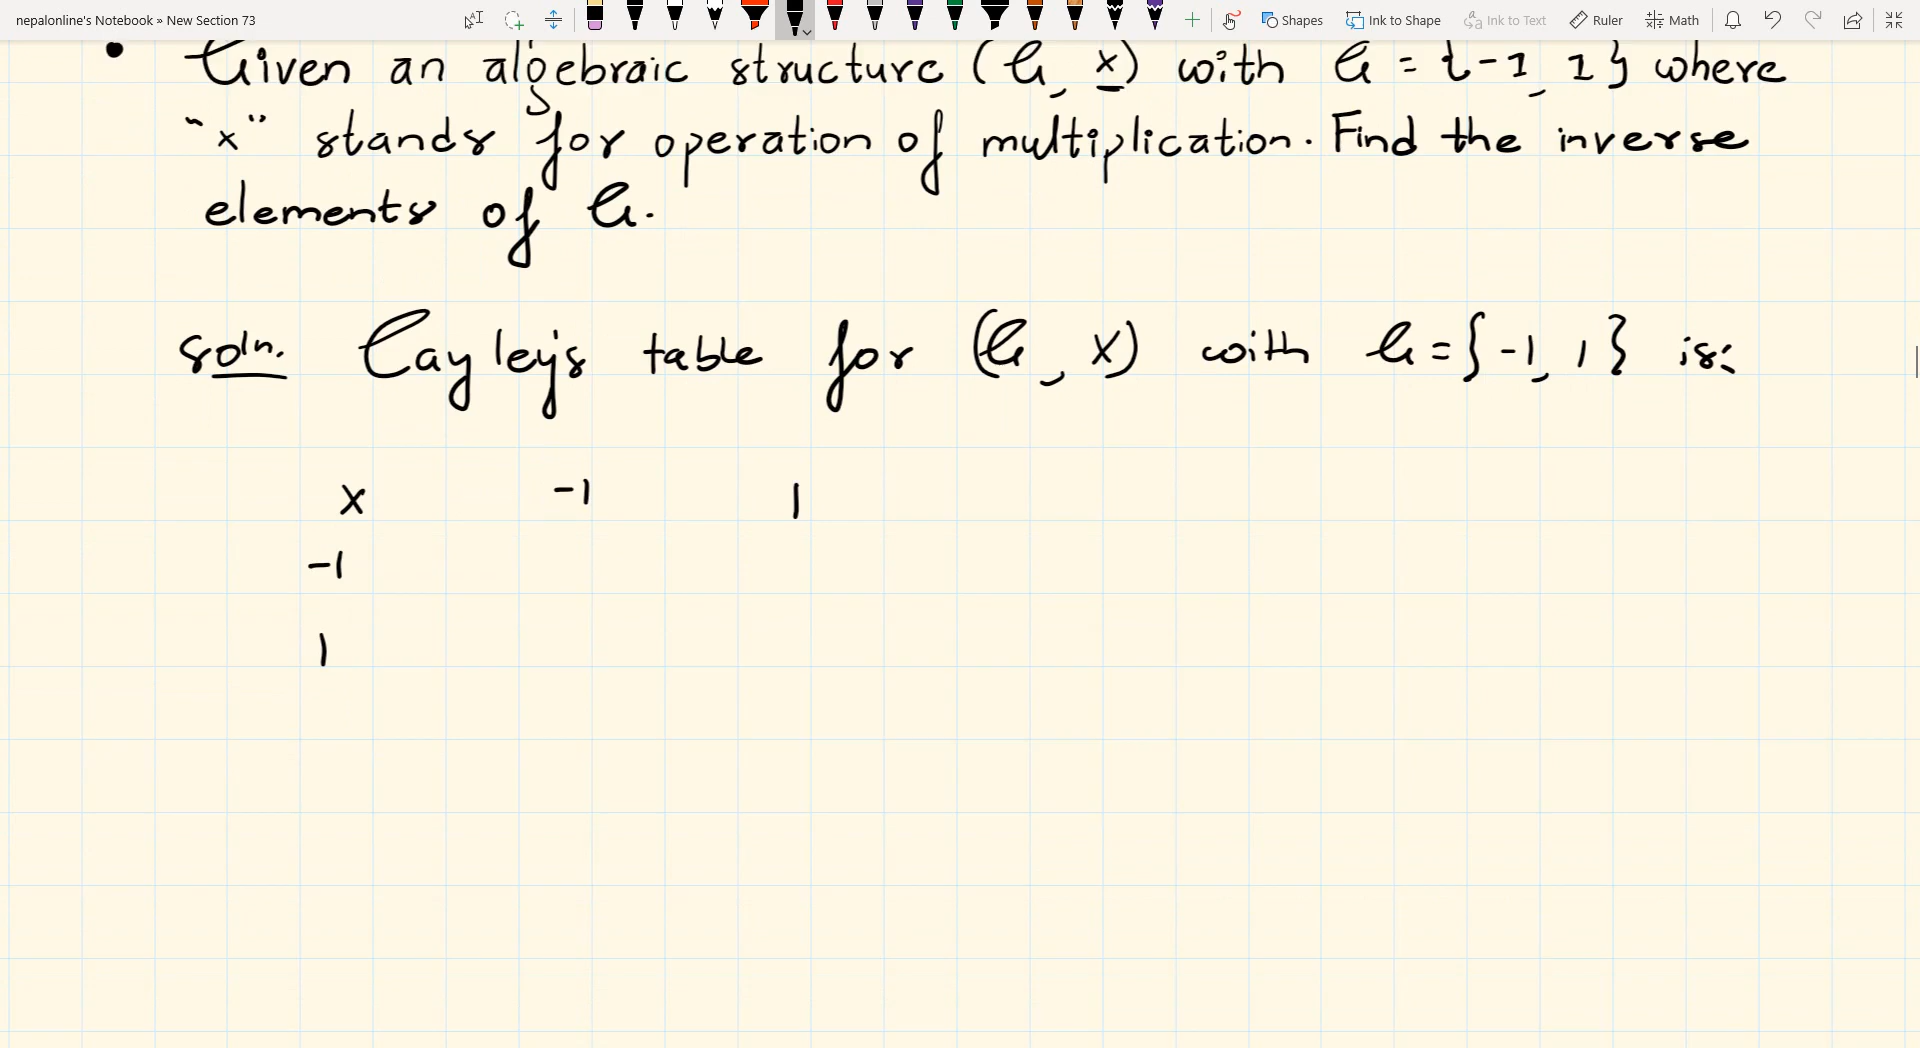 nepalonline's Notebook » New Section 73
Shapes Ink to Shape Ink to Text Ruler Math
• Given an algebraic structure (G, x) with G = {-1, 1} where
"x" stands for operation of multiplication. Find the inverse
elements of G.
soln. Cayley's table for (G, x) with G = {-1, 1} is:
x -1 1
-1
1